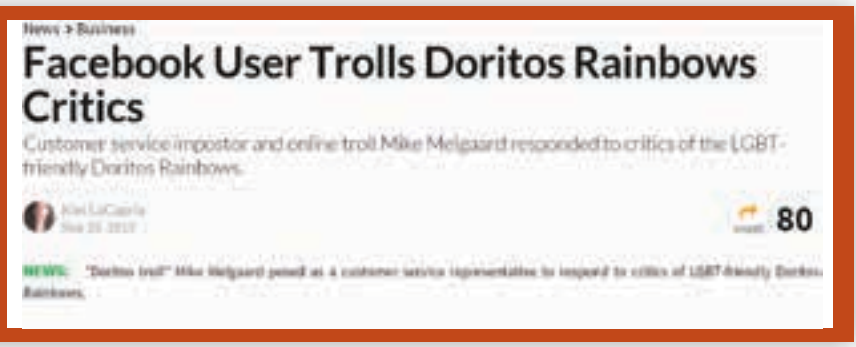 News > Business
Facebook User Trolls Doritos Rainbows
Critics
Customer service impostor and online troll Mike Melgaard responded to critics of the LGBT-
friendly Doritos Rainbows.
Kim LaCapria
80
NEWS: "Doritos troll" Mike Melgaard posed as a customer service representative to respond to critics of LGBT-friendly Doritos
Rainbows.